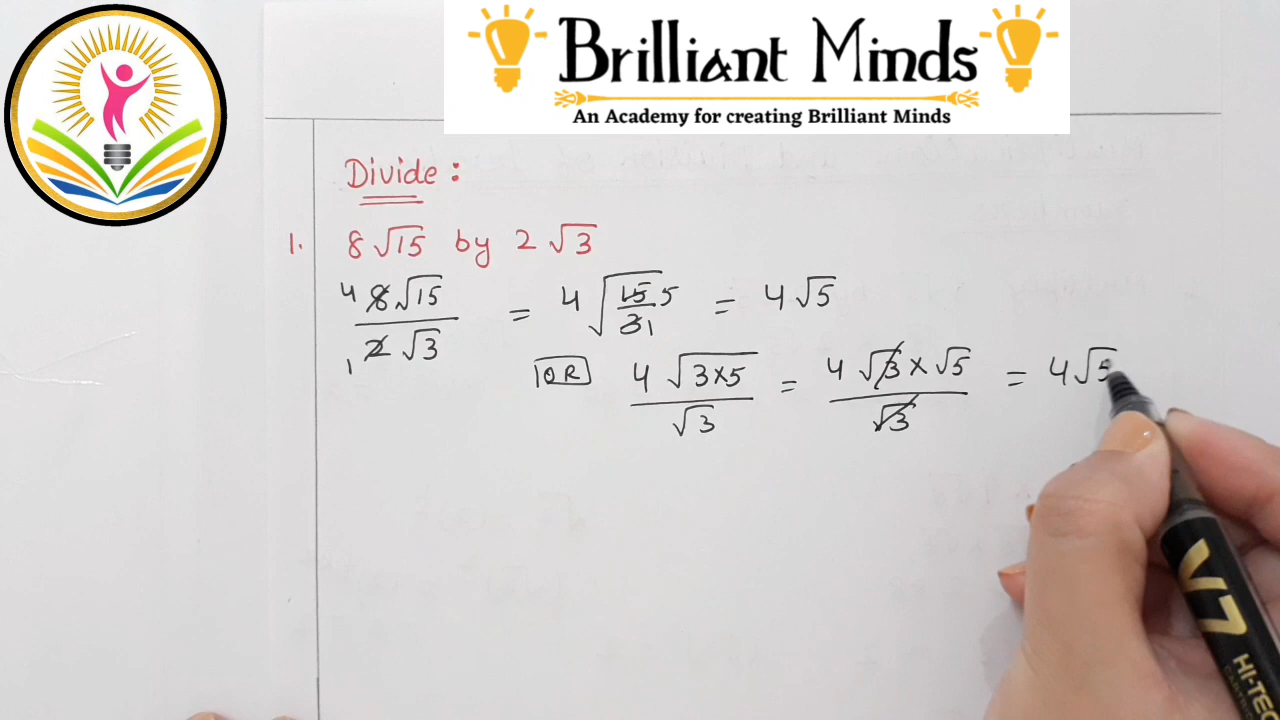 Brilliant Minds
An Academy for creating Brilliant Minds
Divide :
1. 8√15 by 2√3
4 8√15 / 1 2√3 = 4√(15 5 / 3 1) = 4√5
OR 4√(3×5) / √3 = 4√3 × √5 / √3 = 4√5
V7
HI-TEC